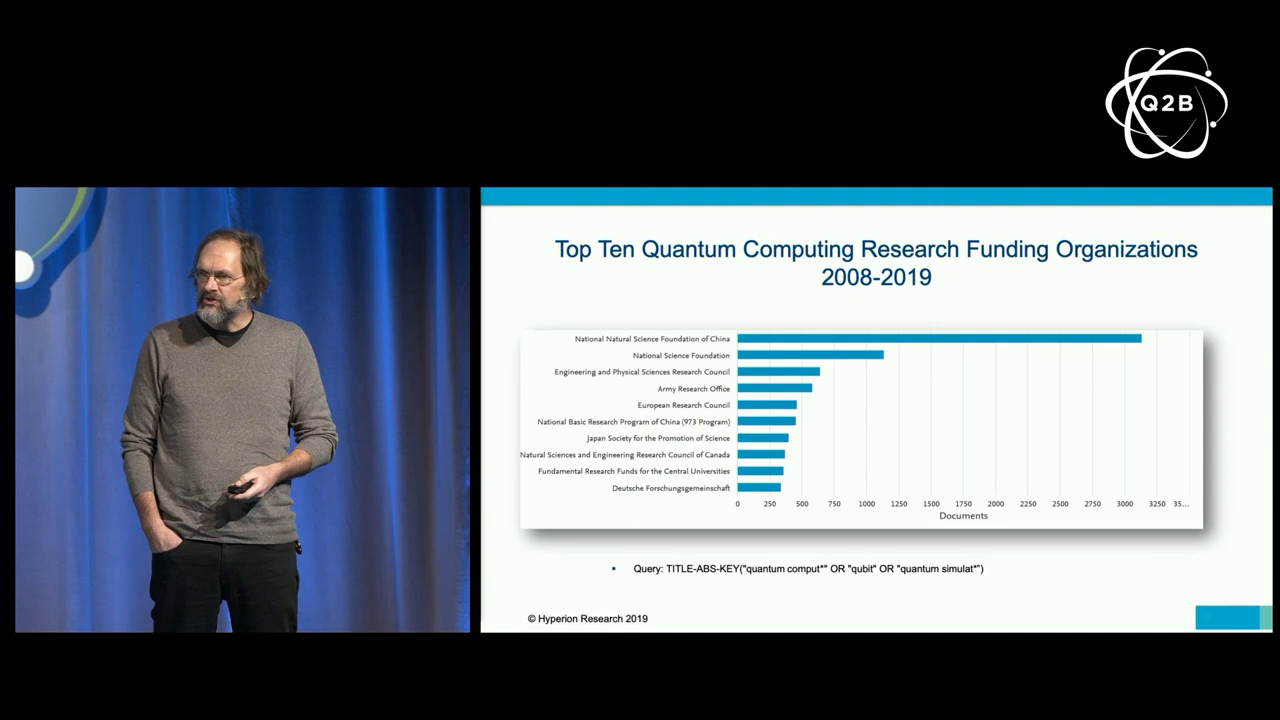 Q2B
Top Ten Quantum Computing Research Funding Organizations
2008-2019
National Natural Science Foundation of China
National Science Foundation
Engineering and Physical Sciences Research Council
Army Research Office
European Research Council
National Basic Research Program of China (973 Program)
Japan Society for the Promotion of Science
Natural Sciences and Engineering Research Council of Canada
Fundamental Research Funds for the Central Universities
Deutsche Forschungsgemeinschaft
0 250 500 750 1000 1250 1500 1750 2000 2250 2500 2750 3000 3250 35...
Documents
▪ Query: TITLE-ABS-KEY("quantum comput*" OR "qubit" OR "quantum simulat*")
© Hyperion Research 2019